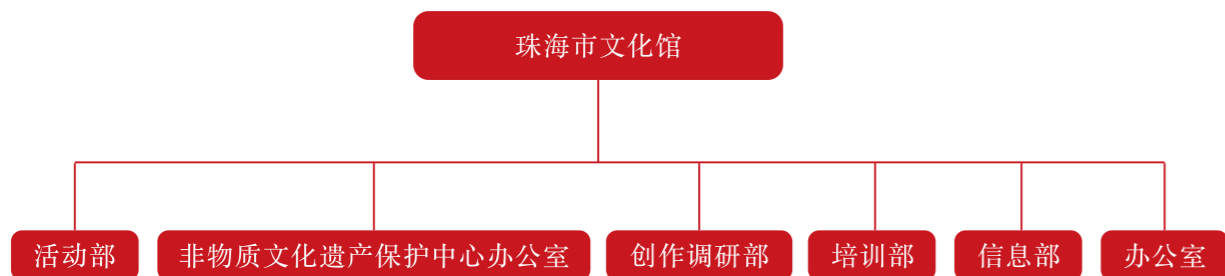 珠海市文化馆
活动部
非物质文化遗产保护中心办公室
创作调研部
培训部
信息部
办公室